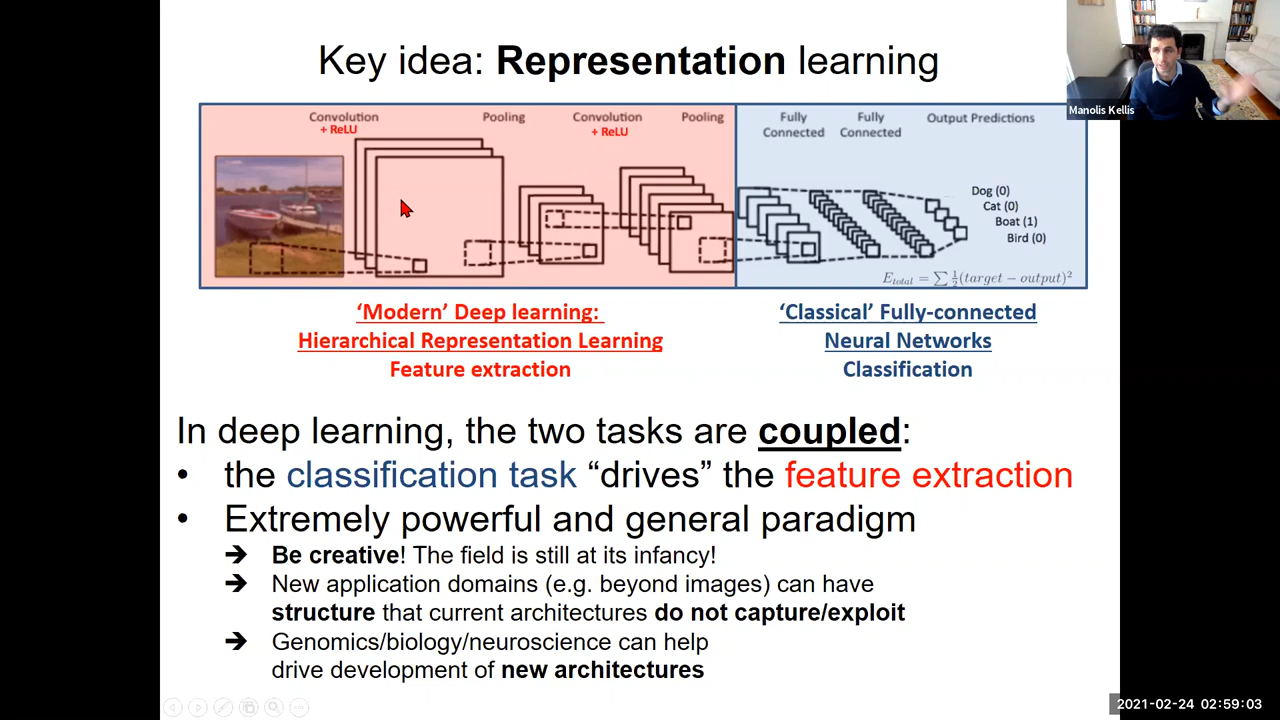 Key idea: Representation learning
Manolis Kellis
Convolution
+ ReLU
Pooling
Convolution
+ ReLU
Pooling
Fully
Connected
Fully
Connected
Output Predictions
Dog (0)
Cat (0)
Boat (1)
Bird (0)
E_total = ∑ ½(target − output)²
‘Modern’ Deep learning:
Hierarchical Representation Learning
Feature extraction
‘Classical’ Fully-connected
Neural Networks
Classification
In deep learning, the two tasks are coupled:
• the classification task “drives” the feature extraction
• Extremely powerful and general paradigm
➔ Be creative! The field is still at its infancy!
➔ New application domains (e.g. beyond images) can have
structure that current architectures do not capture/exploit
➔ Genomics/biology/neuroscience can help
drive development of new architectures
2021-02-24 02:59:03